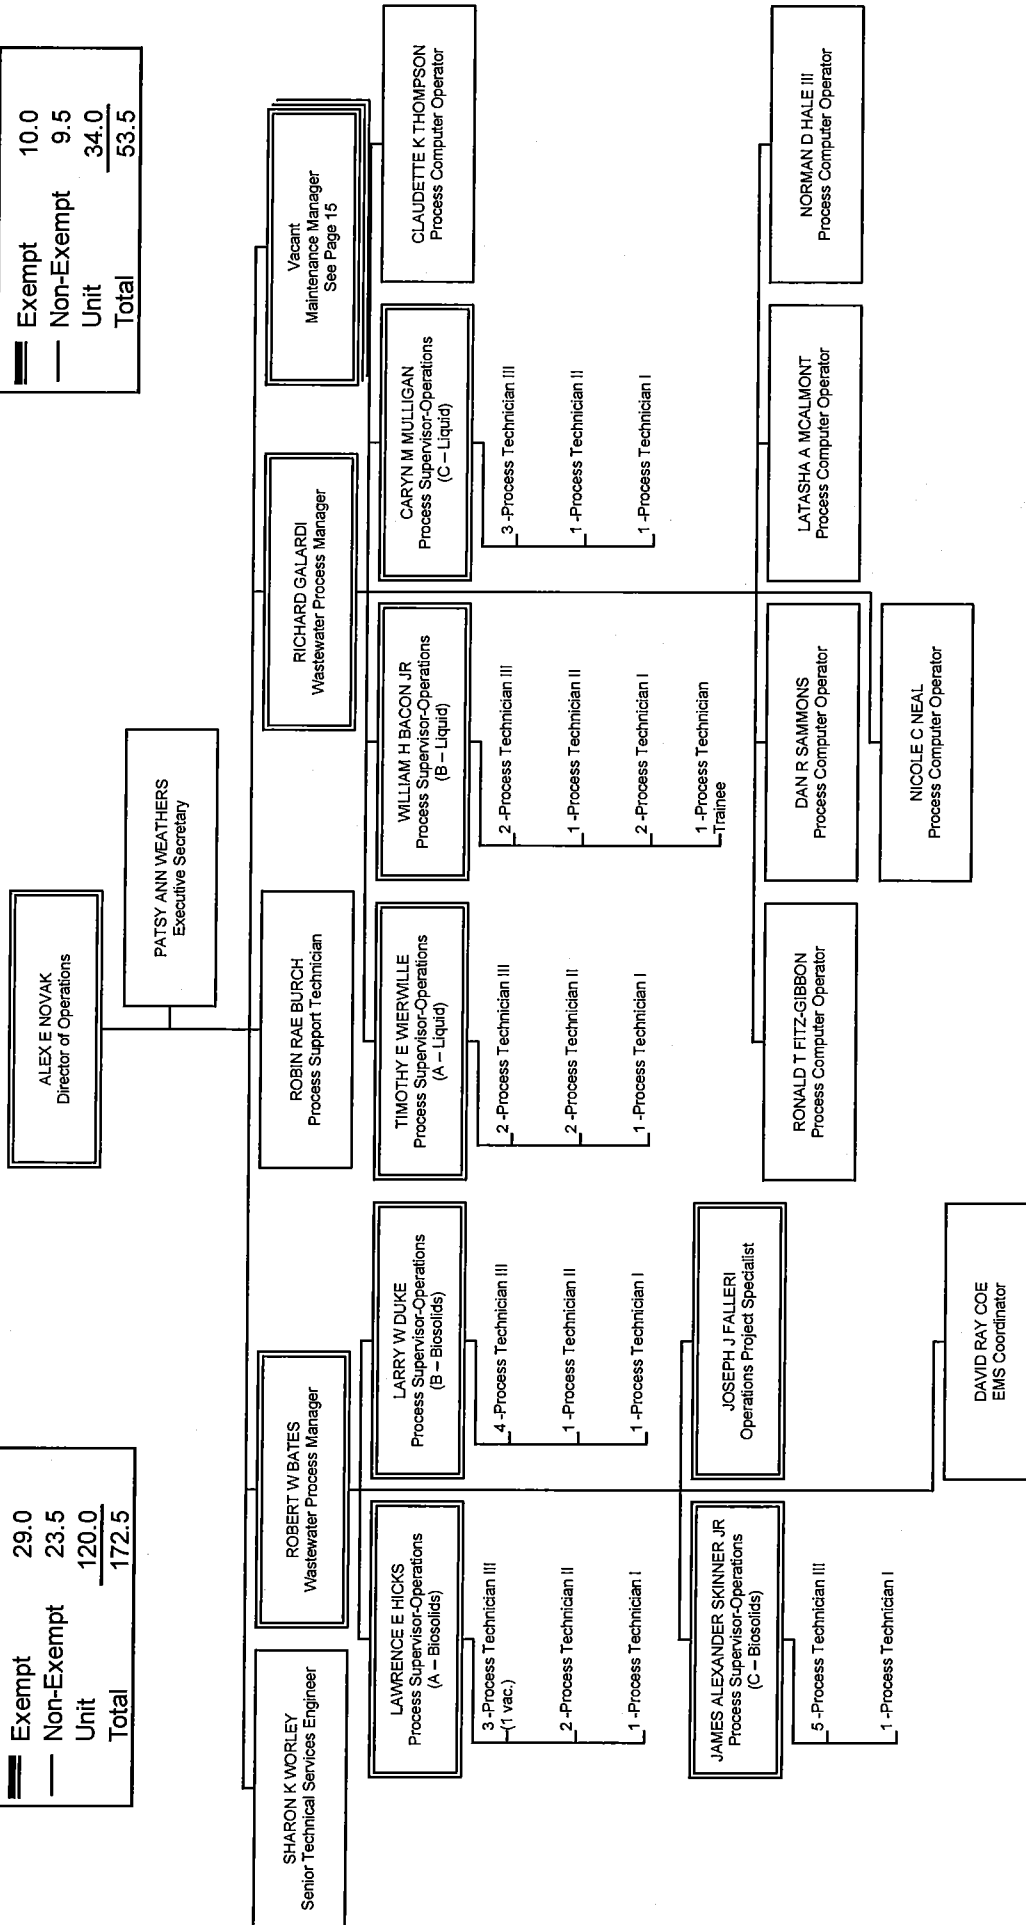 Exempt 29.0
Non-Exempt 23.5
Unit 120.0
Total 172.5
ALEX E NOVAK
Director of Operations
Exempt 10.0
Non-Exempt 9.5
Unit 34.0
Total 53.5
PATSY ANN WEATHERS
Executive Secretary
SHARON K WORLEY
Senior Technical Services Engineer
ROBERT W BATES
Wastewater Process Manager
ROBIN RAE BURCH
Process Support Technician
RICHARD GALARDI
Wastewater Process Manager
Vacant
Maintenance Manager
See Page 15
LAWRENCE E HICKS
Process Supervisor-Operations
(A – Biosolids)
3 -Process Technician III
(1 vac.)
2 -Process Technician II
1 -Process Technician I
LARRY W DUKE
Process Supervisor-Operations
(B – Biosolids)
4 -Process Technician III
1 -Process Technician II
1 -Process Technician I
TIMOTHY E WIERWILLE
Process Supervisor-Operations
(A – Liquid)
2 -Process Technician III
2 -Process Technician II
1 -Process Technician I
WILLIAM H BACON JR
Process Supervisor-Operations
(B – Liquid)
2 -Process Technician III
1 -Process Technician II
2 -Process Technician I
1 -Process Technician
Trainee
CARYN M MULLIGAN
Process Supervisor-Operations
(C – Liquid)
3 -Process Technician III
1 -Process Technician II
1 -Process Technician I
CLAUDETTE K THOMPSON
Process Computer Operator
JAMES ALEXANDER SKINNER JR
Process Supervisor-Operations
(C – Biosolids)
5 -Process Technician III
1 -Process Technician I
JOSEPH J FALLERI
Operations Project Specialist
RONALD T FITZ-GIBBON
Process Computer Operator
DAN R SAMMONS
Process Computer Operator
LATASHA A MCALMONT
Process Computer Operator
NORMAN D HALE III
Process Computer Operator
NICOLE C NEAL
Process Computer Operator
DAVID RAY COE
EMS Coordinator